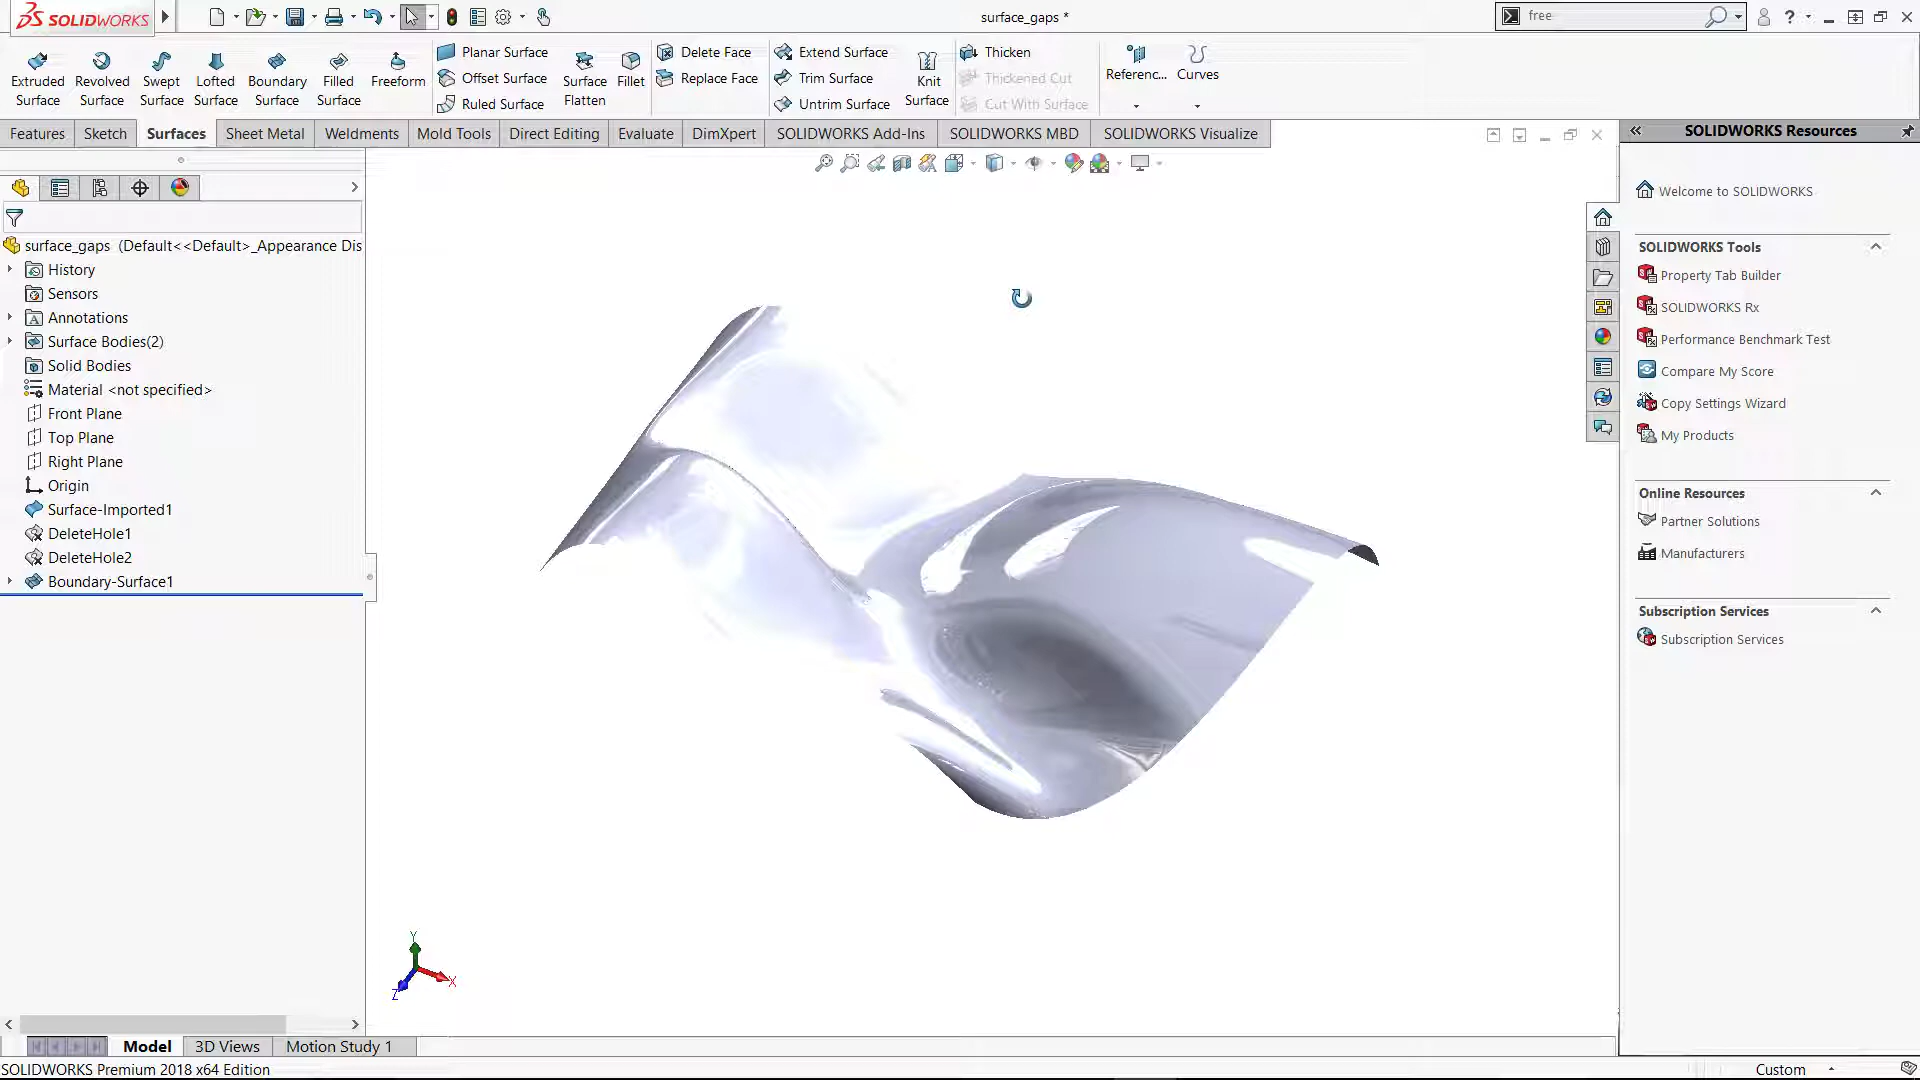 SOLIDWORKS
surface_gaps *
free
Extruded Surface
Revolved Surface
Swept Surface
Lofted Surface
Boundary Surface
Filled Surface
Freeform
Planar Surface
Offset Surface
Ruled Surface
Surface Flatten
Fillet
Delete Face
Replace Face
Extend Surface
Trim Surface
Untrim Surface
Knit Surface
Thicken
Thickened Cut
Cut With Surface
Referenc...
Curves
Features
Sketch
Surfaces
Sheet Metal
Weldments
Mold Tools
Direct Editing
Evaluate
DimXpert
SOLIDWORKS Add-Ins
SOLIDWORKS MBD
SOLIDWORKS Visualize
surface_gaps (Default<<Default>_Appearance Dis
History
Sensors
Annotations
Surface Bodies(2)
Solid Bodies
Material <not specified>
Front Plane
Top Plane
Right Plane
Origin
Surface-Imported1
DeleteHole1
DeleteHole2
Boundary-Surface1
Y
X
Z
SOLIDWORKS Resources
Welcome to SOLIDWORKS
SOLIDWORKS Tools
Property Tab Builder
SOLIDWORKS Rx
Performance Benchmark Test
Compare My Score
Copy Settings Wizard
My Products
Online Resources
Partner Solutions
Manufacturers
Subscription Services
Subscription Services
Model
3D Views
Motion Study 1
SOLIDWORKS Premium 2018 x64 Edition
Custom